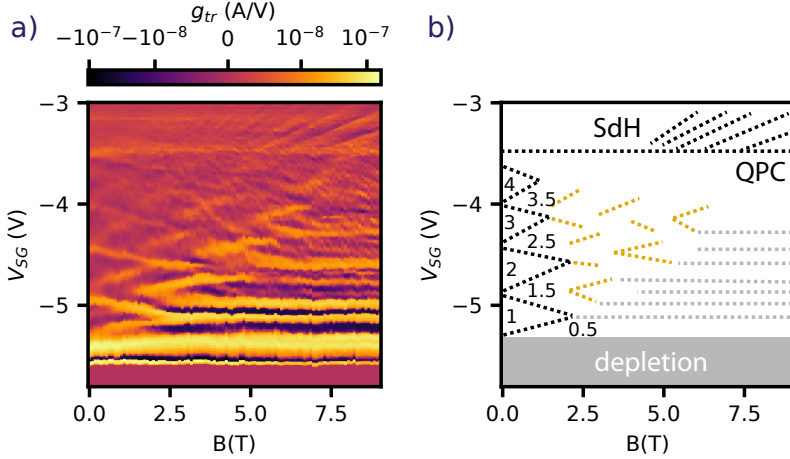 a)
g_tr (A/V)
−10⁻⁷ −10⁻⁸ 0 10⁻⁸ 10⁻⁷
−3
−4
−5
V_SG (V)
0.0 2.5 5.0 7.5
B(T)
b)
−3
SdH
QPC
−4
4
3.5
3
2.5
2
1.5
−5
1
0.5
depletion
V_SG (V)
0.0 2.5 5.0 7.5
B(T)